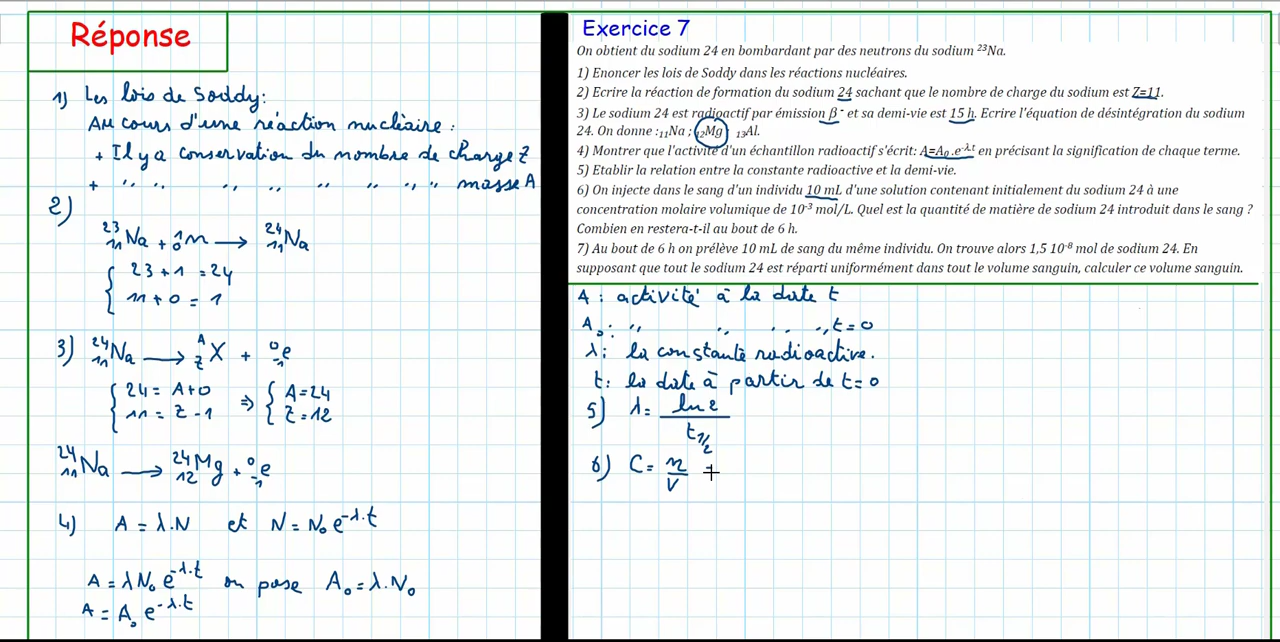 Réponse
1) Les lois de Soddy:
Au cours d'une réaction nucléaire :
+ Il y a conservation du nombre de charge Z
+ ,, ,, ,, ,, ,, ,, ,, masse A
2)
²³₁₁Na + ¹₀n → ²⁴₁₁Na
{ 23 + 1 = 24
11 + 0 = 1
3) ²⁴₁₁Na → ᴬ_Z X + ⁰₋₁e
{ 24 = A + 0 ⇒ { A = 24
11 = Z - 1 Z = 12
²⁴₁₁Na → ²⁴₁₂Mg + ⁰₋₁e
4) A = λ.N et N = N₀ e^-λ.t
A = λ N₀ e^-λ.t on pose A₀ = λ.N₀
A = A₀ e^-λ.t
Exercice 7
On obtient du sodium 24 en bombardant par des neutrons du sodium ²³Na.
1) Enoncer les lois de Soddy dans les réactions nucléaires.
2) Ecrire la réaction de formation du sodium 24 sachant que le nombre de charge du sodium est Z=11.
3) Le sodium 24 est radioactif par émission β⁻ et sa demi-vie est 15 h. Ecrire l'équation de désintégration du sodium
24. On donne :₁₁Na ; ₁₂Mg ; ₁₃Al.
4) Montrer que l'activité d'un échantillon radioactif s'écrit: A=A₀ .e^-λ.t en précisant la signification de chaque terme.
5) Etablir la relation entre la constante radioactive et la demi-vie.
6) On injecte dans le sang d'un individu 10 mL d'une solution contenant initialement du sodium 24 à une
concentration molaire volumique de 10⁻³ mol/L. Quel est la quantité de matière de sodium 24 introduit dans le sang ?
Combien en restera-t-il au bout de 6 h.
7) Au bout de 6 h on prélève 10 mL de sang du même individu. On trouve alors 1,5 10⁻⁸ mol de sodium 24. En
supposant que tout le sodium 24 est réparti uniformément dans tout le volume sanguin, calculer ce volume sanguin.
A : activité à la date t
A₀ : ,, ,, ,, ,, t = 0
λ : la constante radioactive.
t : la date à partir de t = 0
5) λ = ln 2 / t1/2
6) C = n / V